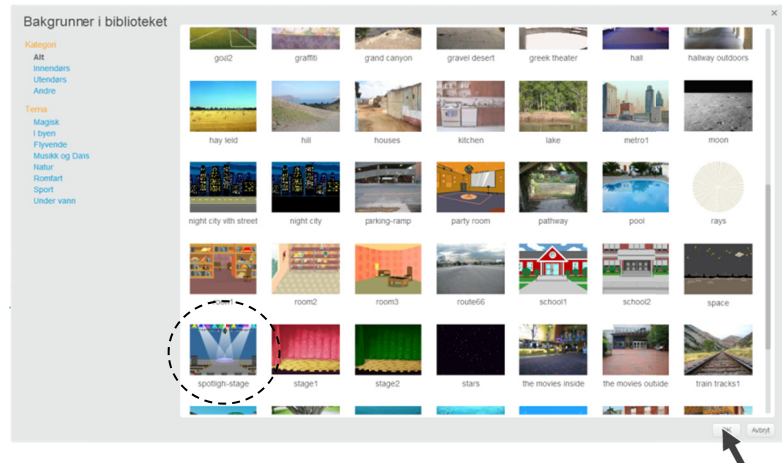 Bakgrunner i biblioteket
Kategori
Alt
Innendørs
Utendørs
Andre
Tema
Magisk
I byen
Flyvende
Musikk og Dans
Natur
Romfart
Sport
Under vann
goal2 graffiti grand canyon gravel desert greek theater hall hallway outdoors
hay field hill houses kitchen lake metro1 moon
night city with street night city parking-ramp party room pathway pool rays
room1 room2 room3 route66 school1 school2 space
spotligh-stage stage1 stage2 stars the movies inside the movies outside train tracks1
OK Avbryt